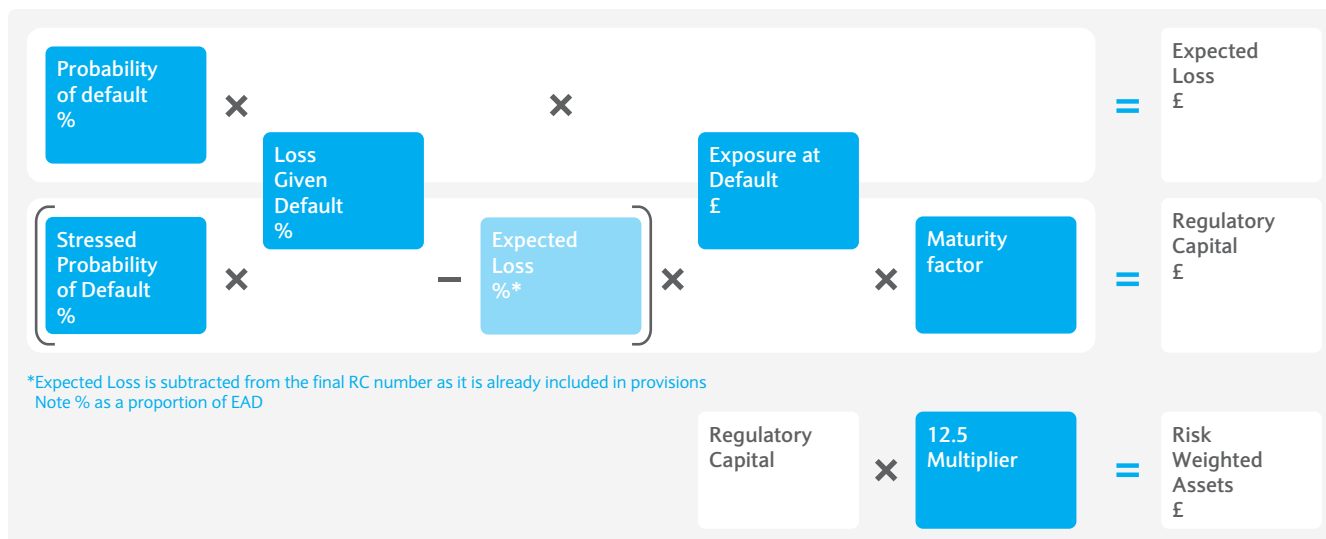 Probability
of default
%
×
Loss
Given
Default
%
×
Exposure at
Default
£
=
Expected
Loss
£
Stressed
Probability
of Default
%
×
−
Expected
Loss
%*
×
×
Maturity
factor
=
Regulatory
Capital
£
*Expected Loss is subtracted from the final RC number as it is already included in provisions
Note % as a proportion of EAD
Regulatory
Capital
×
12.5
Multiplier
=
Risk
Weighted
Assets
£